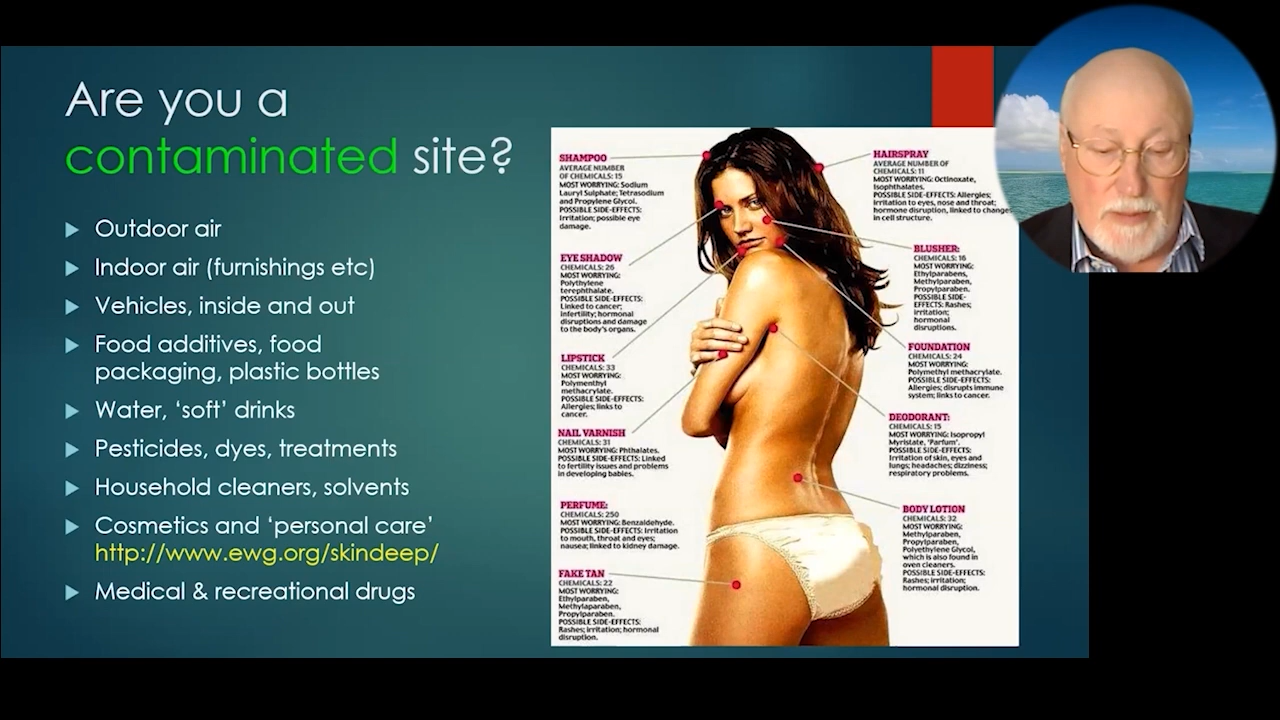 Are you a
contaminated site?
Outdoor air
Indoor air (furnishings etc)
Vehicles, inside and out
Food additives, food
packaging, plastic bottles
Water, ‘soft’ drinks
Pesticides, dyes, treatments
Household cleaners, solvents
Cosmetics and ‘personal care’
http://www.ewg.org/skindeep/
Medical & recreational drugs
SHAMPOO
AVERAGE NUMBER
OF CHEMICALS: 15
MOST WORRYING: Sodium
Lauryl Sulphate; Tetrasodium
and Propylene Glycol.
POSSIBLE SIDE-EFFECTS:
Irritation; possible eye
damage.
EYE SHADOW
CHEMICALS: 26
MOST WORRYING:
Polythylene
terephthalate.
POSSIBLE SIDE-EFFECTS:
Linked to cancer;
infertility; hormonal
disruptions and damage
to the body's organs.
LIPSTICK
CHEMICALS: 33
MOST WORRYING:
Polymenthyl
methacrylate.
POSSIBLE SIDE-EFFECTS:
Allergies; links to
cancer.
NAIL VARNISH
CHEMICALS: 31
MOST WORRYING: Phthalates.
POSSIBLE SIDE-EFFECTS: Linked
to fertility issues and problems
in developing babies.
PERFUME:
CHEMICALS: 250
MOST WORRYING: Benzaldehyde.
POSSIBLE SIDE-EFFECTS: Irritation
to mouth, throat and eyes;
nausea; linked to kidney damage.
FAKE TAN
CHEMICALS: 22
MOST WORRYING:
Ethylparaben,
Methylaparaben,
Propylparaben.
POSSIBLE SIDE-EFFECTS:
Rashes; irritation; hormonal
disruption.
HAIRSPRAY
AVERAGE NUMBER OF
CHEMICALS: 11
MOST WORRYING: Octinoxate,
Isophthalates.
POSSIBLE SIDE-EFFECTS: Allergies;
irritation to eyes, nose and throat;
hormone disruption, linked to changes
in cell structure.
BLUSHER:
CHEMICALS: 16
MOST WORRYING:
Ethylparabens,
Methylparaben,
Propylparaben.
POSSIBLE SIDE-
EFFECTS: Rashes;
irritation;
hormonal
disruptions.
FOUNDATION
CHEMICALS: 24
MOST WORRYING:
Polymethyl methacrylate.
POSSIBLE SIDE-EFFECTS:
Allergies; disrupts immune
system; links to cancer.
DEODORANT:
CHEMICALS: 15
MOST WORRYING: Isopropyl
Myristate, 'Parfum'.
POSSIBLE SIDE-EFFECTS:
Irritation of skin, eyes and
lungs; headaches; dizziness;
respiratory problems.
BODY LOTION
CHEMICALS: 32
MOST WORRYING:
Methylparaben,
Propylparaben,
Polyethylene Glycol,
which is also found in
oven cleaners.
POSSIBLE SIDE-EFFECTS:
Rashes; irritation;
hormonal disruption.